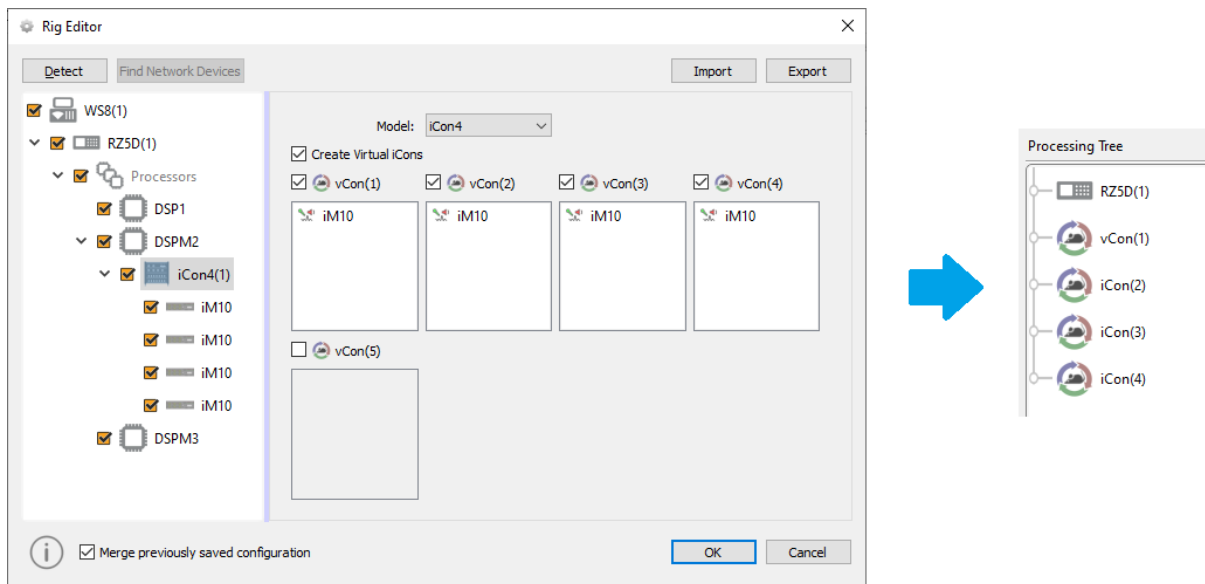 Rig Editor
Detect
Find Network Devices
Import
Export
WS8(1)
RZ5D(1)
Processors
DSP1
DSPM2
iCon4(1)
iM10
iM10
iM10
iM10
DSPM3
Model: iCon4
Create Virtual iCons
vCon(1) vCon(2) vCon(3) vCon(4)
iM10 iM10 iM10 iM10
vCon(5)
Merge previously saved configuration
OK
Cancel
Processing Tree
RZ5D(1)
vCon(1)
iCon(2)
iCon(3)
iCon(4)